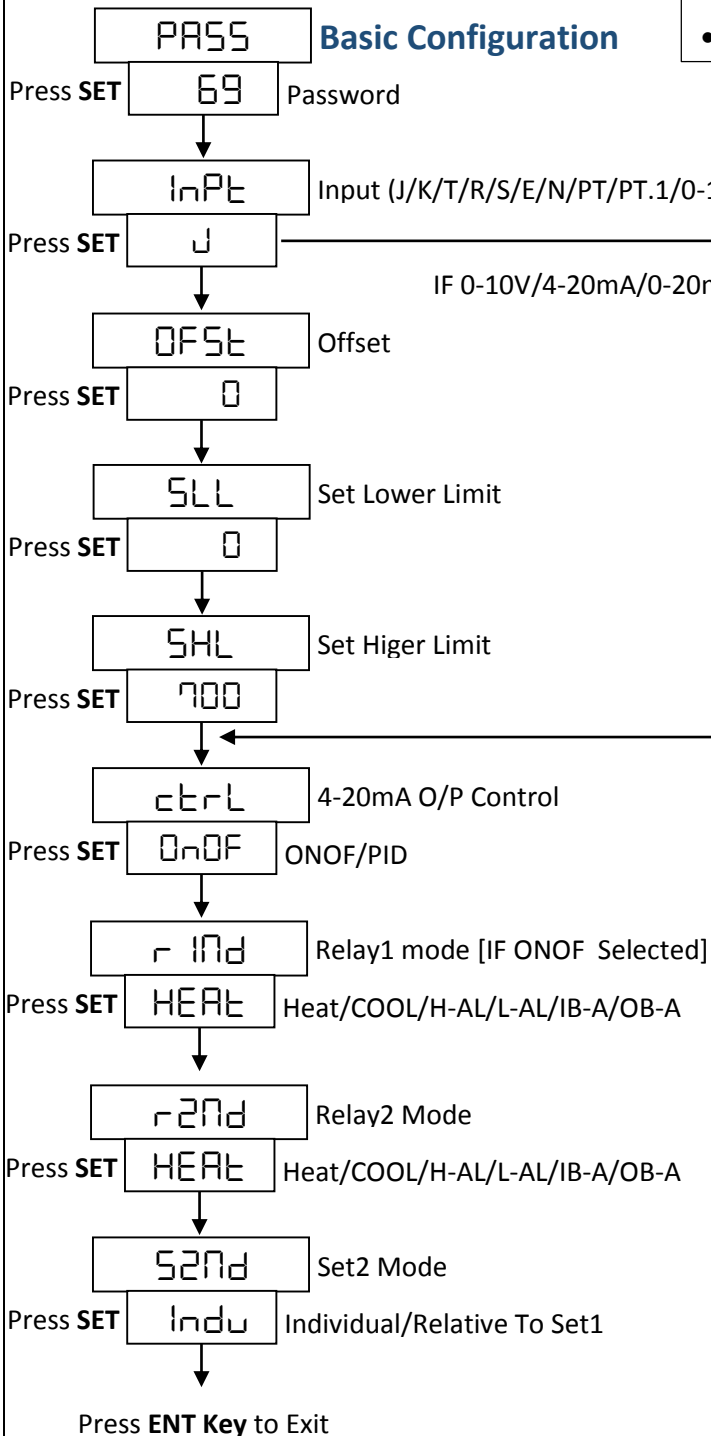 PASS Basic Configuration
Press SET 69 Password
InPt Input (J/K/T/R/S/E/N/PT/PT.1/0-1
Press SET J
IF 0-10V/4-20mA/0-20m
OFSt Offset
Press SET 0
SLL Set Lower Limit
Press SET 0
SHL Set Higer Limit
Press SET 700
ctrL 4-20mA O/P Control
Press SET OnOF ONOF/PID
r1Md Relay1 mode [IF ONOF Selected]
Press SET HEAt Heat/COOL/H-AL/L-AL/IB-A/OB-A
r2Md Relay2 Mode
Press SET HEAt Heat/COOL/H-AL/L-AL/IB-A/OB-A
S2Md Set2 Mode
Press SET Indu Individual/Relative To Set1
Press ENT Key to Exit